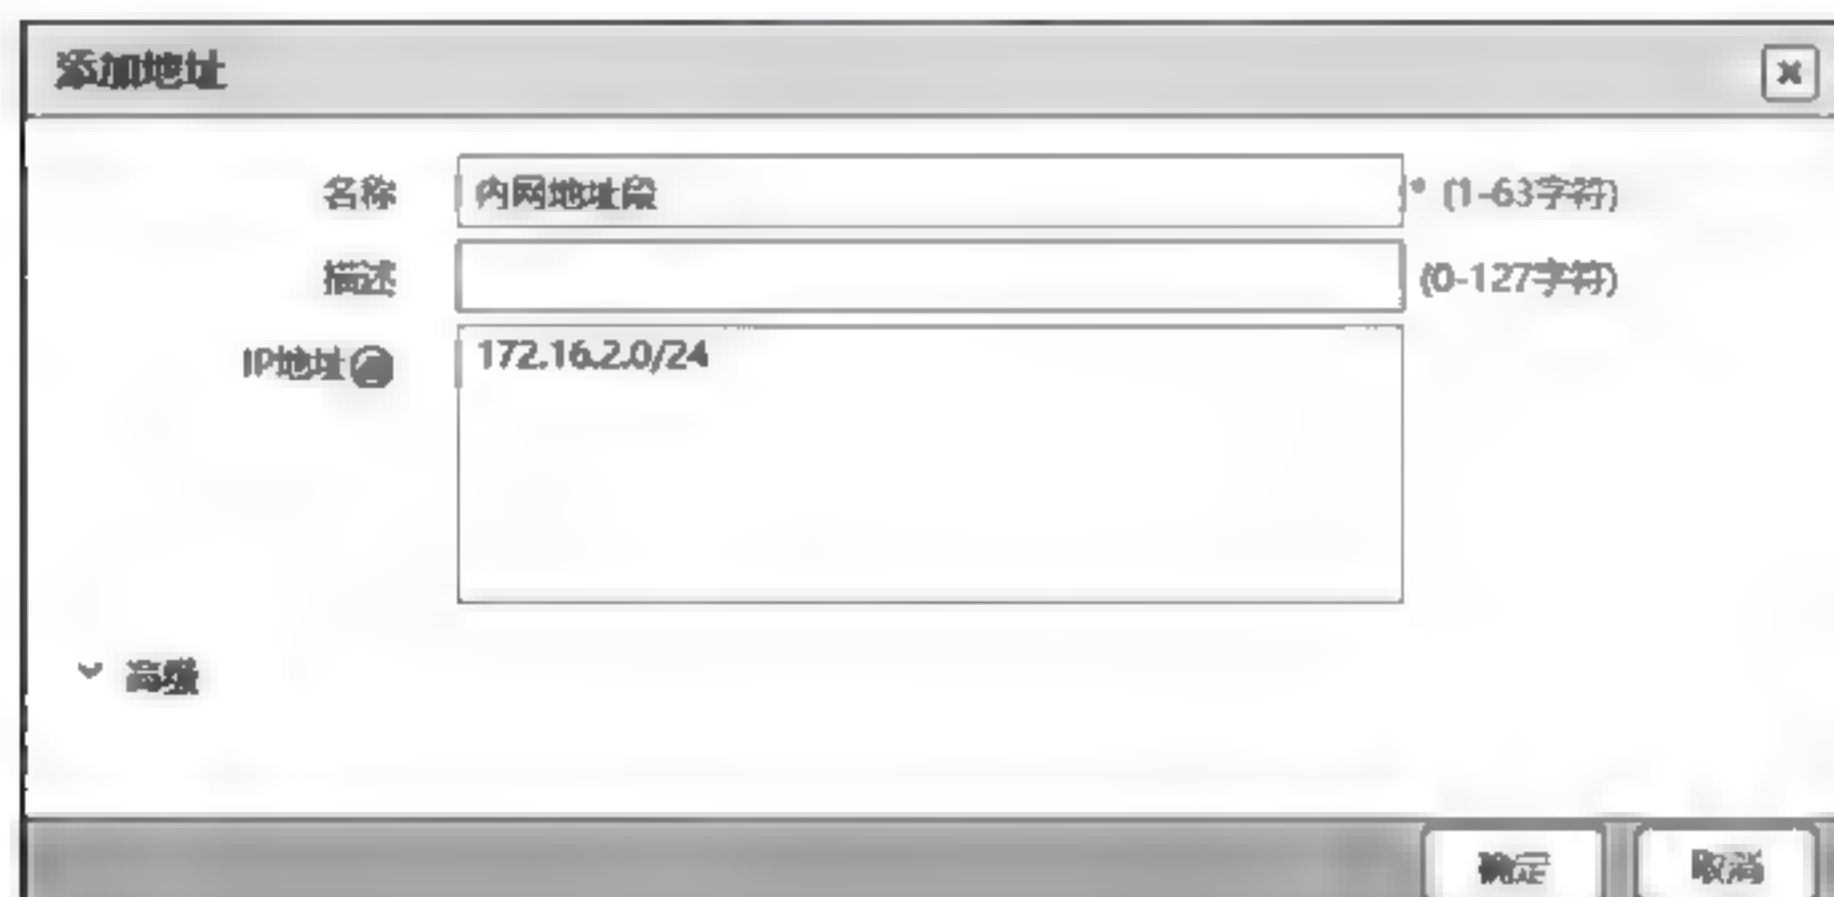 添加地址
名称 内网地址段 * (1-63字符)
描述 (0-127字符)
IP地址 172.16.2.0/24
高级
确定 取消